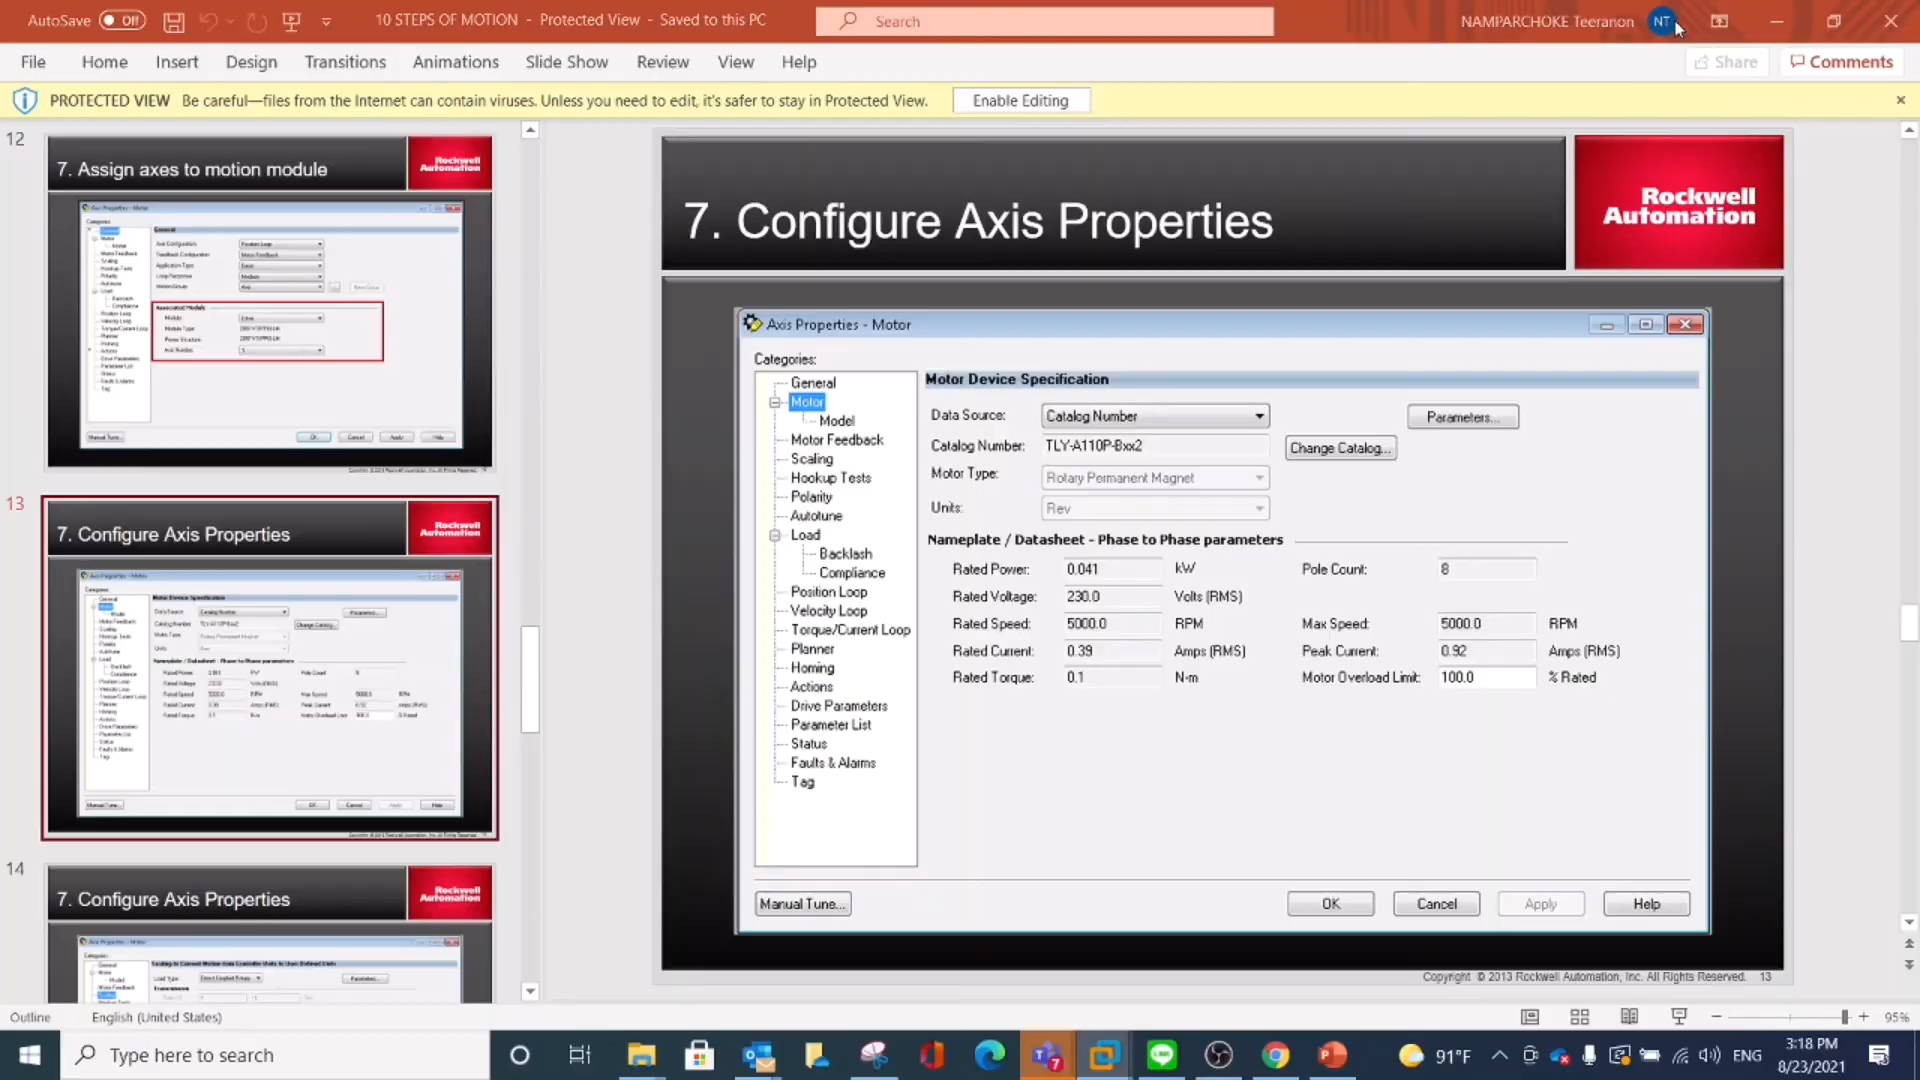 AutoSave Off
10 STEPS OF MOTION - Protected View - Saved to this PC
Search
NAMPARCHOKE Teeranon
NT
File Home Insert Design Transitions Animations Slide Show Review View Help
Share
Comments
PROTECTED VIEW Be careful—files from the Internet can contain viruses. Unless you need to edit, it's safer to stay in Protected View.
Enable Editing
12
7. Assign axes to motion module
Rockwell Automation
13
7. Configure Axis Properties
Rockwell Automation
14
7. Configure Axis Properties
Rockwell Automation
7. Configure Axis Properties
Rockwell
Automation
Axis Properties - Motor
Categories:
General
Motor
Model
Motor Feedback
Scaling
Hookup Tests
Polarity
Autotune
Load
Backlash
Compliance
Position Loop
Velocity Loop
Torque/Current Loop
Planner
Homing
Actions
Drive Parameters
Parameter List
Status
Faults & Alarms
Tag
Motor Device Specification
Data Source: Catalog Number
Parameters...
Catalog Number: TLY-A110P-Bxx2
Change Catalog...
Motor Type: Rotary Permanent Magnet
Units: Rev
Nameplate / Datasheet - Phase to Phase parameters
Rated Power: 0.041 kW Pole Count: 8
Rated Voltage: 230.0 Volts (RMS)
Rated Speed: 5000.0 RPM Max Speed: 5000.0 RPM
Rated Current: 0.39 Amps (RMS) Peak Current: 0.92 Amps (RMS)
Rated Torque: 0.1 N-m Motor Overload Limit: 100.0 % Rated
Manual Tune...
OK Cancel Apply Help
Copyright © 2013 Rockwell Automation, Inc. All Rights Reserved. 13
Outline
English (United States)
95%
Type here to search
7
91°F
ENG
3:18 PM
8/23/2021